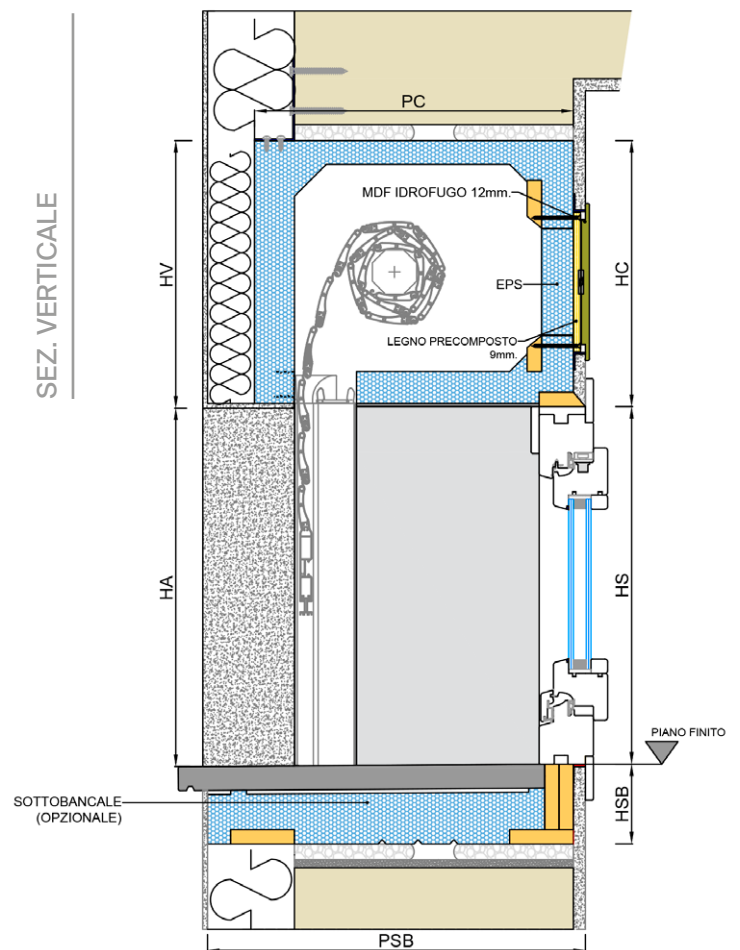 SEZ. VERTICALE
PC
HV
MDF IDROFUGO 12mm.
HC
EPS
LEGNO PRECOMPOSTO
9mm.
HA
HS
PIANO FINITO
SOTTOBANCALE
(OPZIONALE)
HSB
PSB